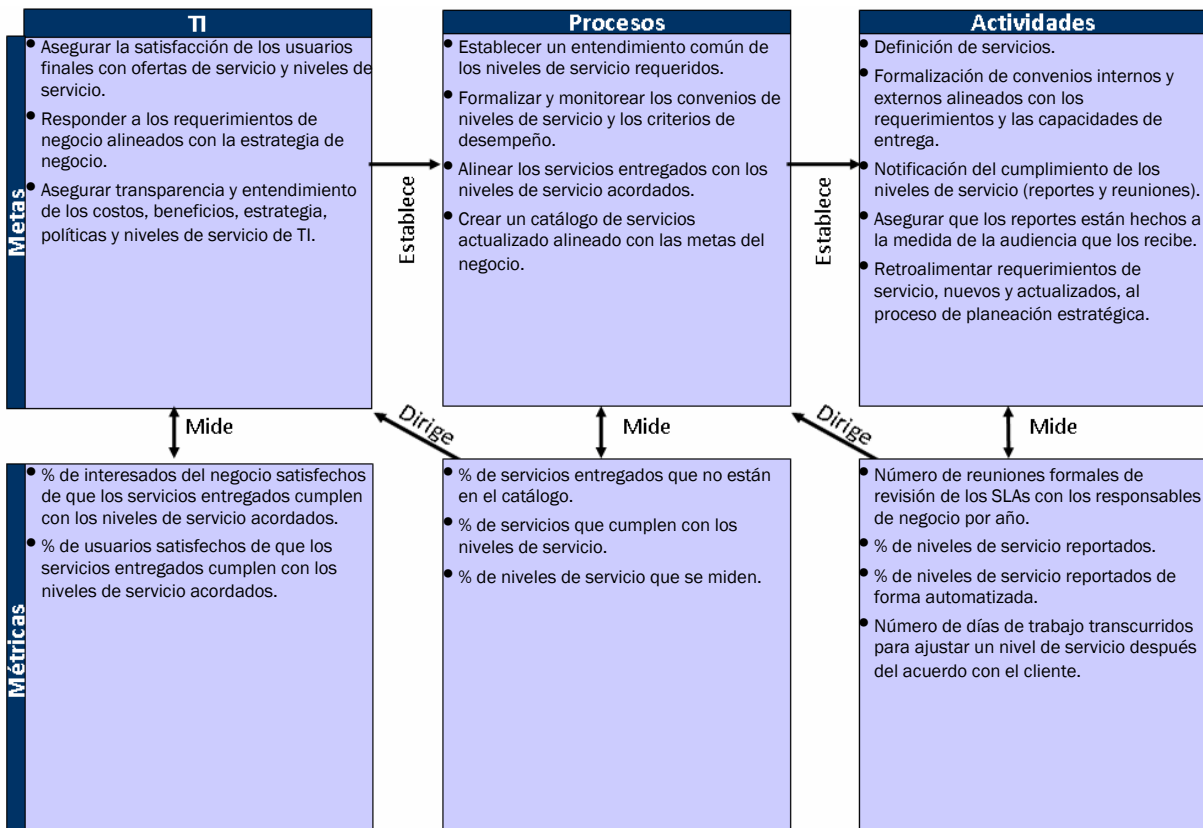 TI
Procesos
Actividades
Metas
• Asegurar la satisfacción de los usuarios
finales con ofertas de servicio y niveles de
servicio.
• Responder a los requerimientos de
negocio alineados con la estrategia de
negocio.
• Asegurar transparencia y entendimiento
de los costos, beneficios, estrategia,
políticas y niveles de servicio de TI.
Establece
• Establecer un entendimiento común de
los niveles de servicio requeridos.
• Formalizar y monitorear los convenios de
niveles de servicio y los criterios de
desempeño.
• Alinear los servicios entregados con los
niveles de servicio acordados.
• Crear un catálogo de servicios
actualizado alineado con las metas del
negocio.
Establece
• Definición de servicios.
• Formalización de convenios internos y
externos alineados con los
requerimientos y las capacidades de
entrega.
• Notificación del cumplimiento de los
niveles de servicio (reportes y reuniones).
• Asegurar que los reportes están hechos a
la medida de la audiencia que los recibe.
• Retroalimentar requerimientos de
servicio, nuevos y actualizados, al
proceso de planeación estratégica.
Mide
Dirige
Mide
Dirige
Mide
Métricas
• % de interesados del negocio satisfechos
de que los servicios entregados cumplen
con los niveles de servicio acordados.
• % de usuarios satisfechos de que los
servicios entregados cumplen con los
niveles de servicio acordados.
• % de servicios entregados que no están
en el catálogo.
• % de servicios que cumplen con los
niveles de servicio.
• % de niveles de servicio que se miden.
• Número de reuniones formales de
revisión de los SLAs con los responsables
de negocio por año.
• % de niveles de servicio reportados.
• % de niveles de servicio reportados de
forma automatizada.
• Número de días de trabajo transcurridos
para ajustar un nivel de servicio después
del acuerdo con el cliente.